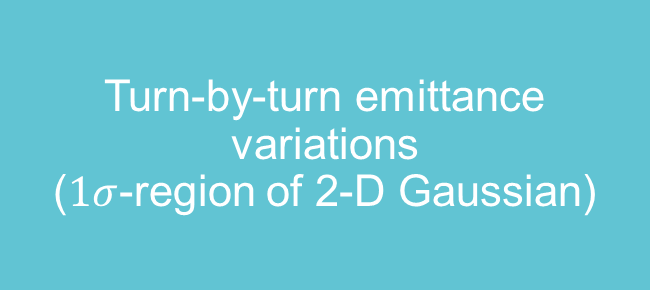 Turn-by-turn emittance
variations
(1𝜎-region of 2-D Gaussian)